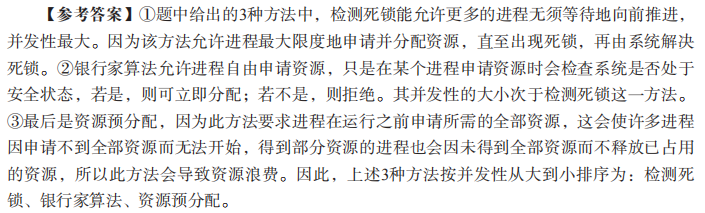 【参考答案】①题中给出的3种方法中，检测死锁能允许更多的进程无须等待地向前推进，
并发性最大。因为该方法允许进程最大限度地申请并分配资源，直至出现死锁，再由系统解决
死锁。②银行家算法允许进程自由申请资源，只是在某个进程申请资源时会检查系统是否处于
安全状态，若是，则可立即分配；若不是，则拒绝。其并发性的大小次于检测死锁这一方法。
③最后是资源预分配，因为此方法要求进程在运行之前申请所需的全部资源，这会使许多进程
因申请不到全部资源而无法开始，得到部分资源的进程也会因未得到全部资源而不释放已占用
的资源，所以此方法会导致资源浪费。因此，上述3种方法按并发性从大到小排序为：检测死
锁、银行家算法、资源预分配。